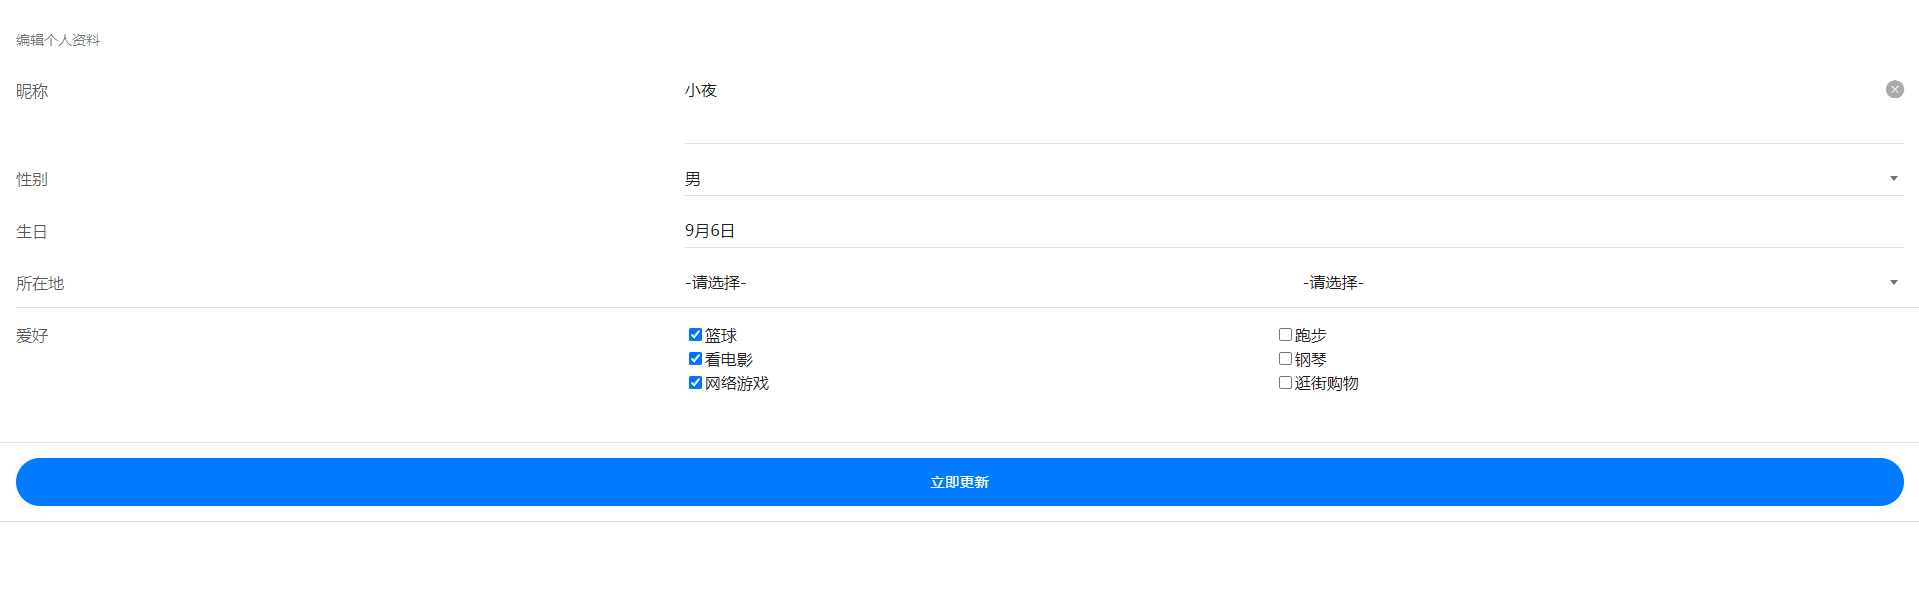 编辑个人资料
昵称 小夜
性别 男
生日 9月6日
所在地 -请选择- -请选择-
爱好 篮球 跑步
看电影 钢琴
网络游戏 逛街购物
立即更新